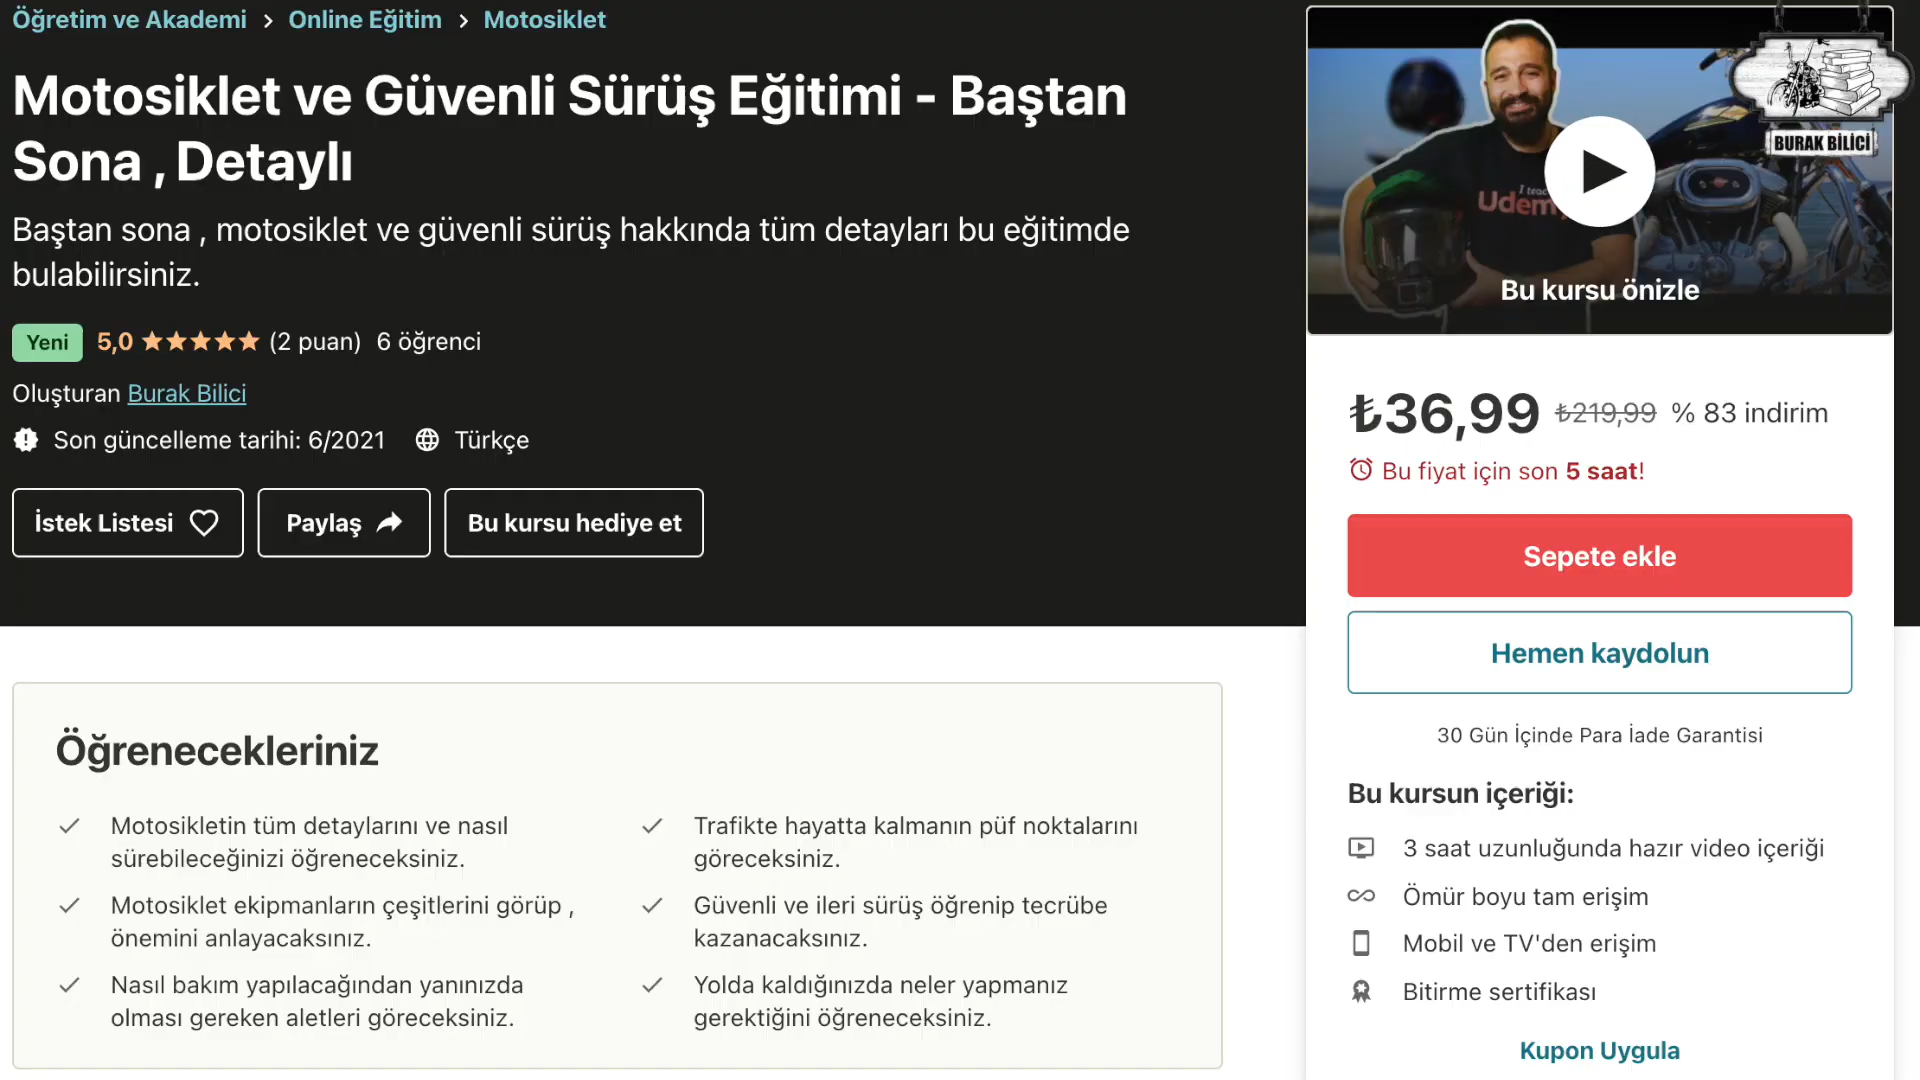 Öğretim ve Akademi > Online Eğitim > Motosiklet
Motosiklet ve Güvenli Sürüş Eğitimi - Baştan
Sona , Detaylı
Baştan sona , motosiklet ve güvenli sürüş hakkında tüm detayları bu eğitimde
bulabilirsiniz.
Yeni 5,0 (2 puan) 6 öğrenci
Oluşturan Burak Bilici
Son güncelleme tarihi: 6/2021 Türkçe
İstek Listesi Paylaş Bu kursu hediye et
Öğrenecekleriniz
Motosikletin tüm detaylarını ve nasıl
sürebileceğinizi öğreneceksiniz.
Motosiklet ekipmanların çeşitlerini görüp ,
önemini anlayacaksınız.
Nasıl bakım yapılacağından yanınızda
olması gereken aletleri göreceksiniz.
Trafikte hayatta kalmanın püf noktalarını
göreceksiniz.
Güvenli ve ileri sürüş öğrenip tecrübe
kazanacaksınız.
Yolda kaldığınızda neler yapmanız
gerektiğini öğreneceksiniz.
BURAK BİLİCİ
Bu kursu önizle
₺36,99 ₺219,99 % 83 indirim
Bu fiyat için son 5 saat!
Sepete ekle
Hemen kaydolun
30 Gün İçinde Para İade Garantisi
Bu kursun içeriği:
3 saat uzunluğunda hazır video içeriği
Ömür boyu tam erişim
Mobil ve TV'den erişim
Bitirme sertifikası
Kupon Uygula